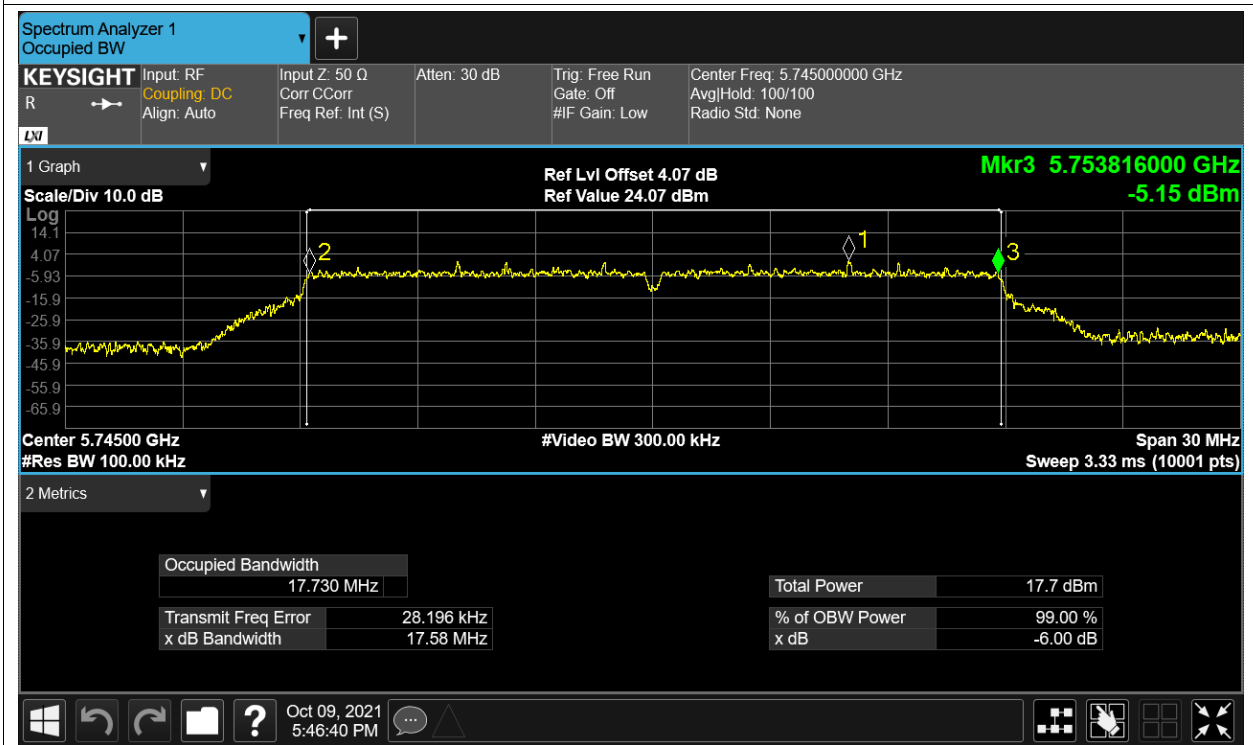 Spectrum Analyzer 1
Occupied BW
KEYSIGHT
R
LXI
Input: RF
Coupling: DC
Align: Auto
Input Z: 50 Ω
Corr CCorr
Freq Ref: Int (S)
Atten: 30 dB
Trig: Free Run
Gate: Off
#IF Gain: Low
Center Freq: 5.745000000 GHz
Avg|Hold: 100/100
Radio Std: None
1 Graph
Scale/Div 10.0 dB
Ref Lvl Offset 4.07 dB
Ref Value 24.07 dBm
Mkr3 5.753816000 GHz
-5.15 dBm
Log
14.1
4.07
-5.93
-15.9
-25.9
-35.9
-45.9
-55.9
-65.9
2
1
3
Center 5.74500 GHz
#Res BW 100.00 kHz
#Video BW 300.00 kHz
Span 30 MHz
Sweep 3.33 ms (10001 pts)
2 Metrics
Occupied Bandwidth
17.730 MHz
Transmit Freq Error 28.196 kHz
x dB Bandwidth 17.58 MHz
Total Power 17.7 dBm
% of OBW Power 99.00 %
x dB -6.00 dB
?
Oct 09, 2021
5:46:40 PM